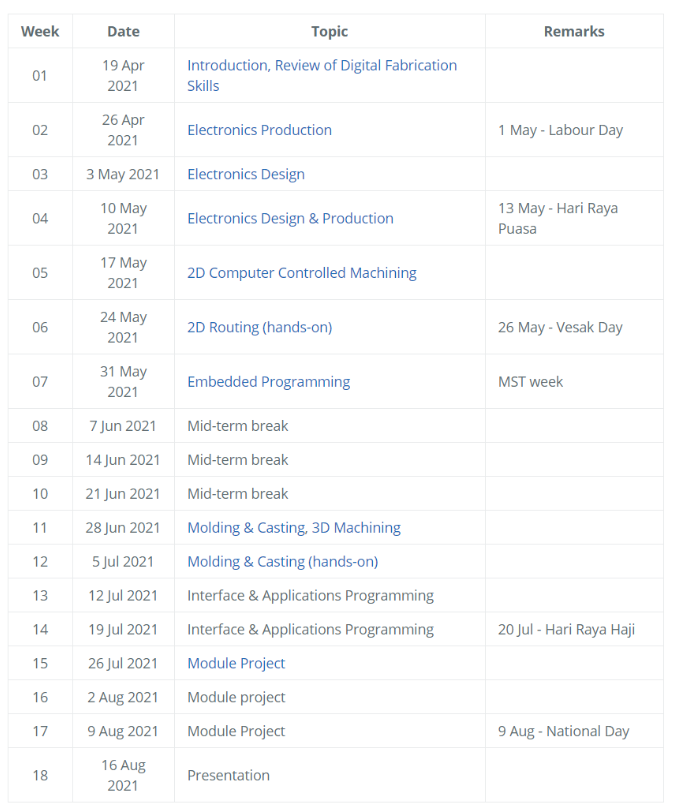 Week Date Topic Remarks
01 19 Apr 2021 Introduction, Review of Digital Fabrication Skills
02 26 Apr 2021 Electronics Production 1 May - Labour Day
03 3 May 2021 Electronics Design
04 10 May 2021 Electronics Design & Production 13 May - Hari Raya Puasa
05 17 May 2021 2D Computer Controlled Machining
06 24 May 2021 2D Routing (hands-on) 26 May - Vesak Day
07 31 May 2021 Embedded Programming MST week
08 7 Jun 2021 Mid-term break
09 14 Jun 2021 Mid-term break
10 21 Jun 2021 Mid-term break
11 28 Jun 2021 Molding & Casting, 3D Machining
12 5 Jul 2021 Molding & Casting (hands-on)
13 12 Jul 2021 Interface & Applications Programming
14 19 Jul 2021 Interface & Applications Programming 20 Jul - Hari Raya Haji
15 26 Jul 2021 Module Project
16 2 Aug 2021 Module project
17 9 Aug 2021 Module Project 9 Aug - National Day
18 16 Aug 2021 Presentation